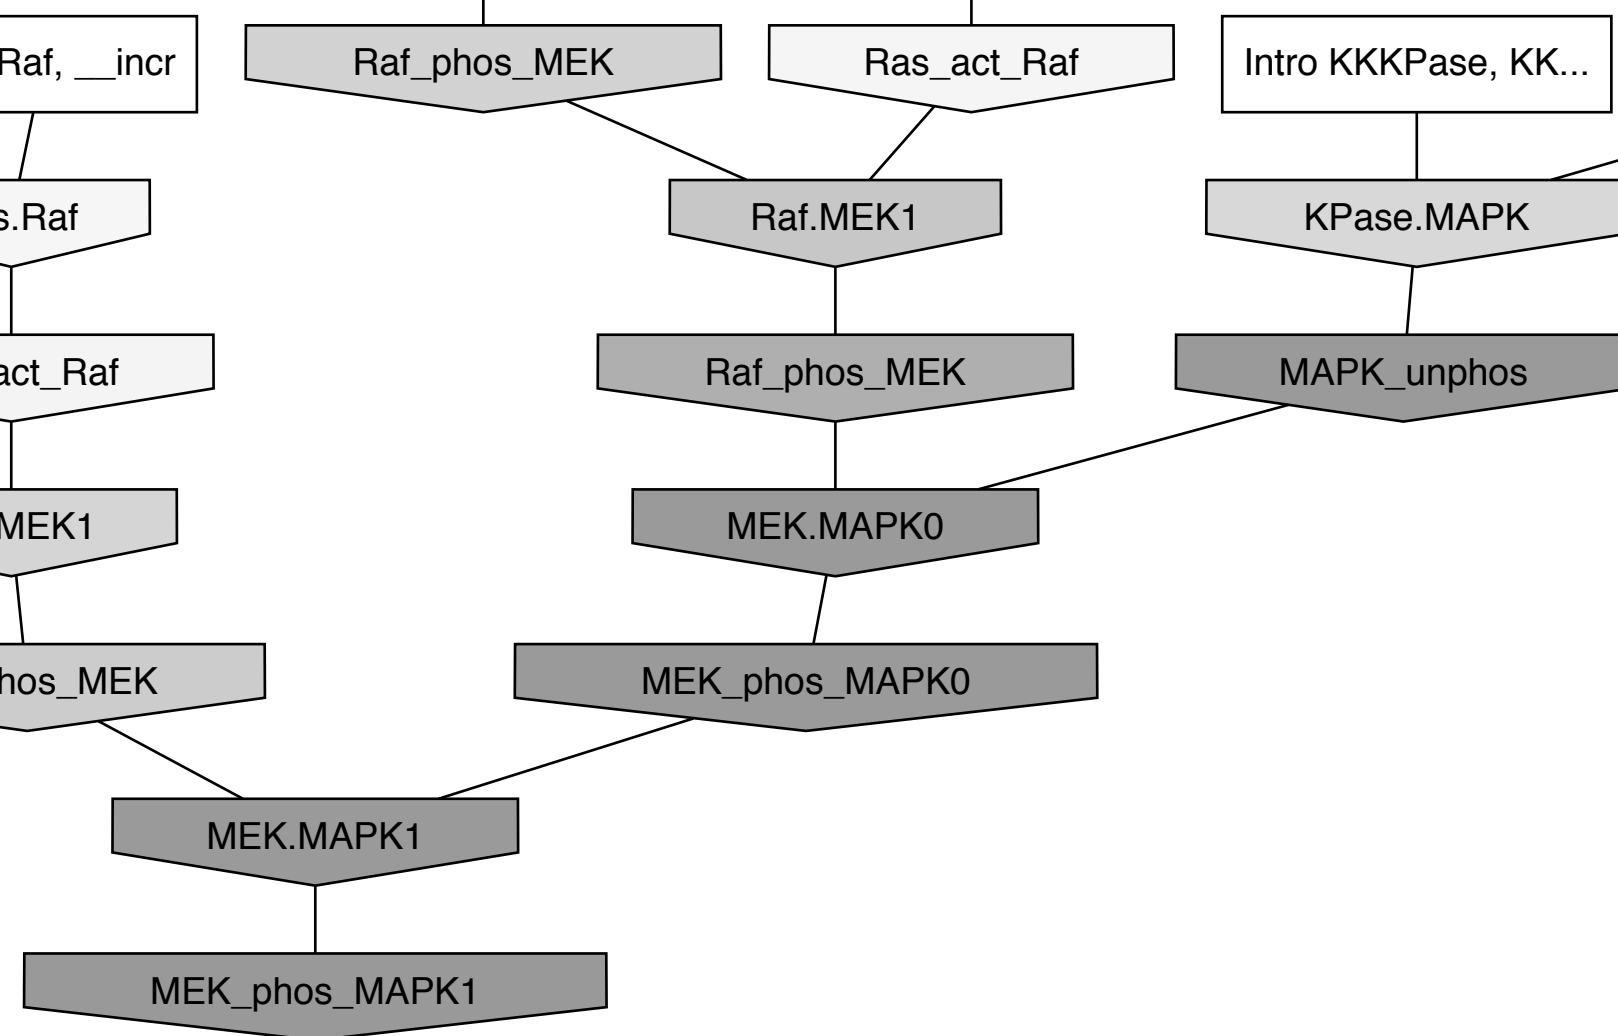 Raf, __incr
Raf_phos_MEK
Ras_act_Raf
Intro KKKPase, KK...
s.Raf
Raf.MEK1
KPase.MAPK
act_Raf
Raf_phos_MEK
MAPK_unphos
MEK1
MEK.MAPK0
hos_MEK
MEK_phos_MAPK0
MEK.MAPK1
MEK_phos_MAPK1